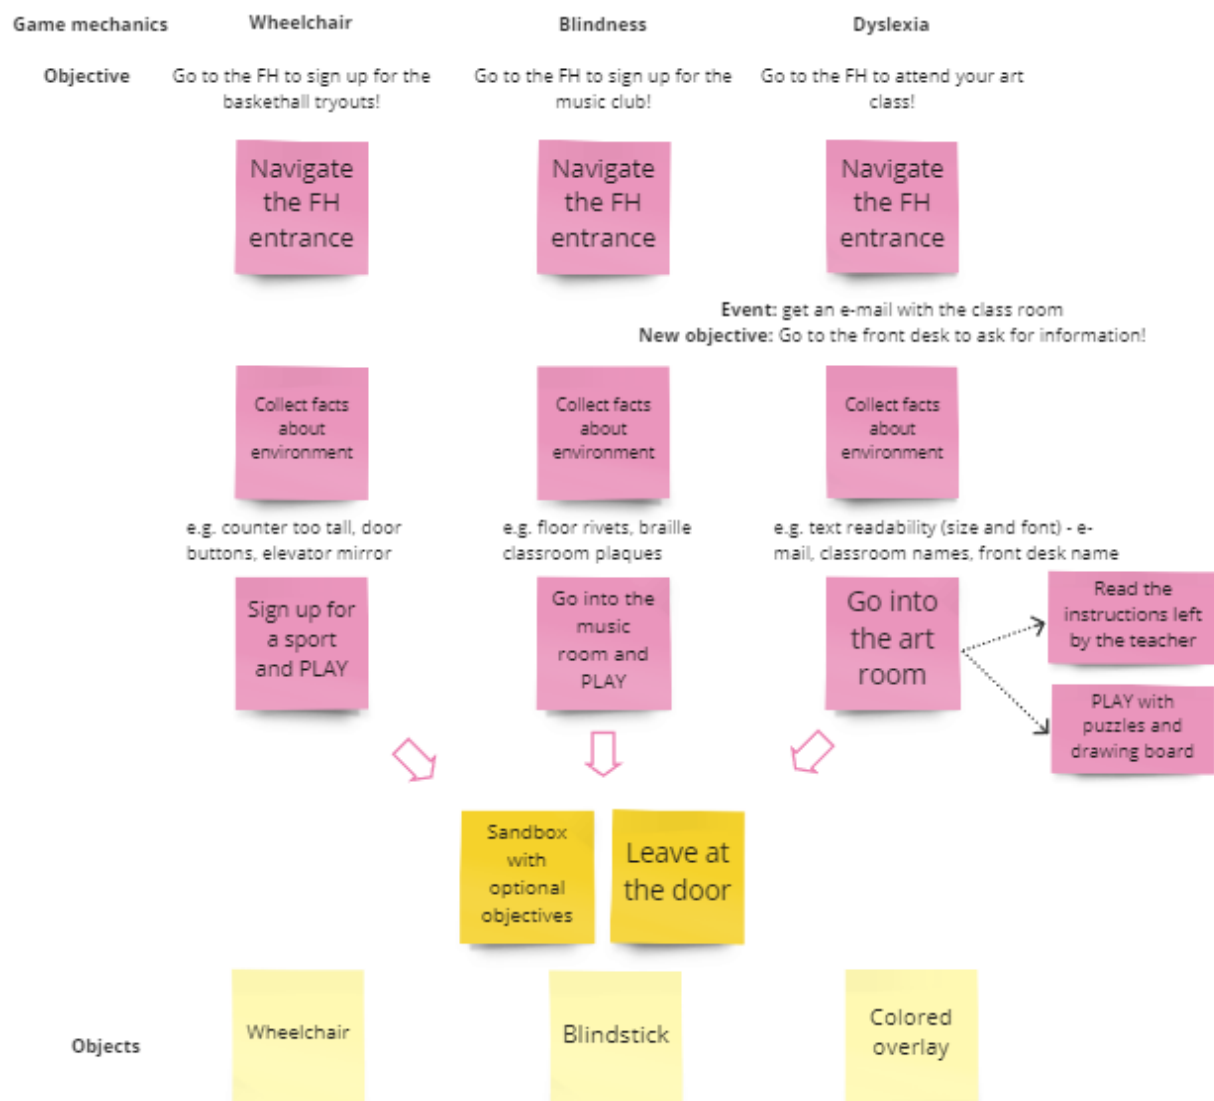 Game mechanics
Wheelchair
Blindness
Dyslexia
Objective
Go to the FH to sign up for the
baskethall tryouts!
Go to the FH to sign up for the
music club!
Go to the FH to attend your art
class!
Navigate
the FH
entrance
Navigate
the FH
entrance
Navigate
the FH
entrance
Event: get an e-mail with the class room
New objective: Go to the front desk to ask for information!
Collect facts
about
environment
Collect facts
about
environment
Collect facts
about
environment
e.g. counter too tall, door
buttons, elevator mirror
e.g. floor rivets, braille
classroom plaques
e.g. text readability (size and font) - e-
mail, classroom names, front desk name
Sign up for
a sport
and PLAY
Go into the
music
room and
PLAY
Go into
the art
room
Read the
instructions left
by the teacher
PLAY with
puzzles and
drawing board
Sandbox
with
optional
objectives
Leave at
the door
Objects
Wheelchair
Blindstick
Colored
overlay